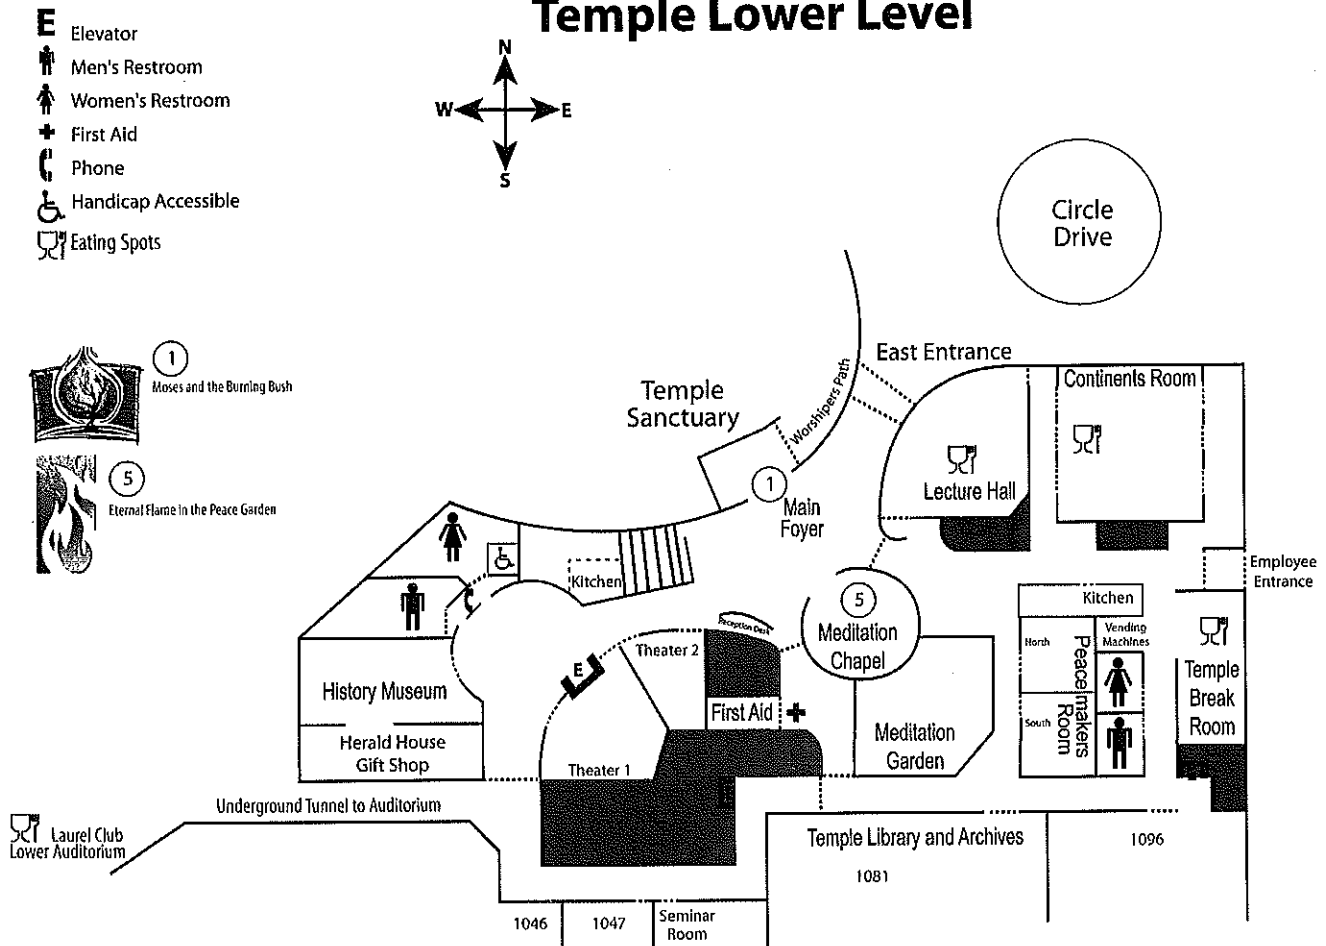 Temple Lower Level
E Elevator
Men's Restroom
Women's Restroom
First Aid
Phone
Handicap Accessible
Eating Spots
N
W E
S
Circle
Drive
1
Moses and the Burning Bush
5
Eternal Flame in the Peace Garden
East Entrance
Worshipers Path
Temple
Sanctuary
Continents Room
Lecture Hall
1
Main
Foyer
Kitchen
Employee
Entrance
5
Meditation
Chapel
Reception Desk
Kitchen
Vending
Machines
North
South
Peacemakers
Room
Temple
Break
Room
E
Theater 2
First Aid
History Museum
Meditation
Garden
Herald House
Gift Shop
Theater 1
Underground Tunnel to Auditorium
Laurel Club
Lower Auditorium
Temple Library and Archives
1081
1096
1046
1047
Seminar
Room